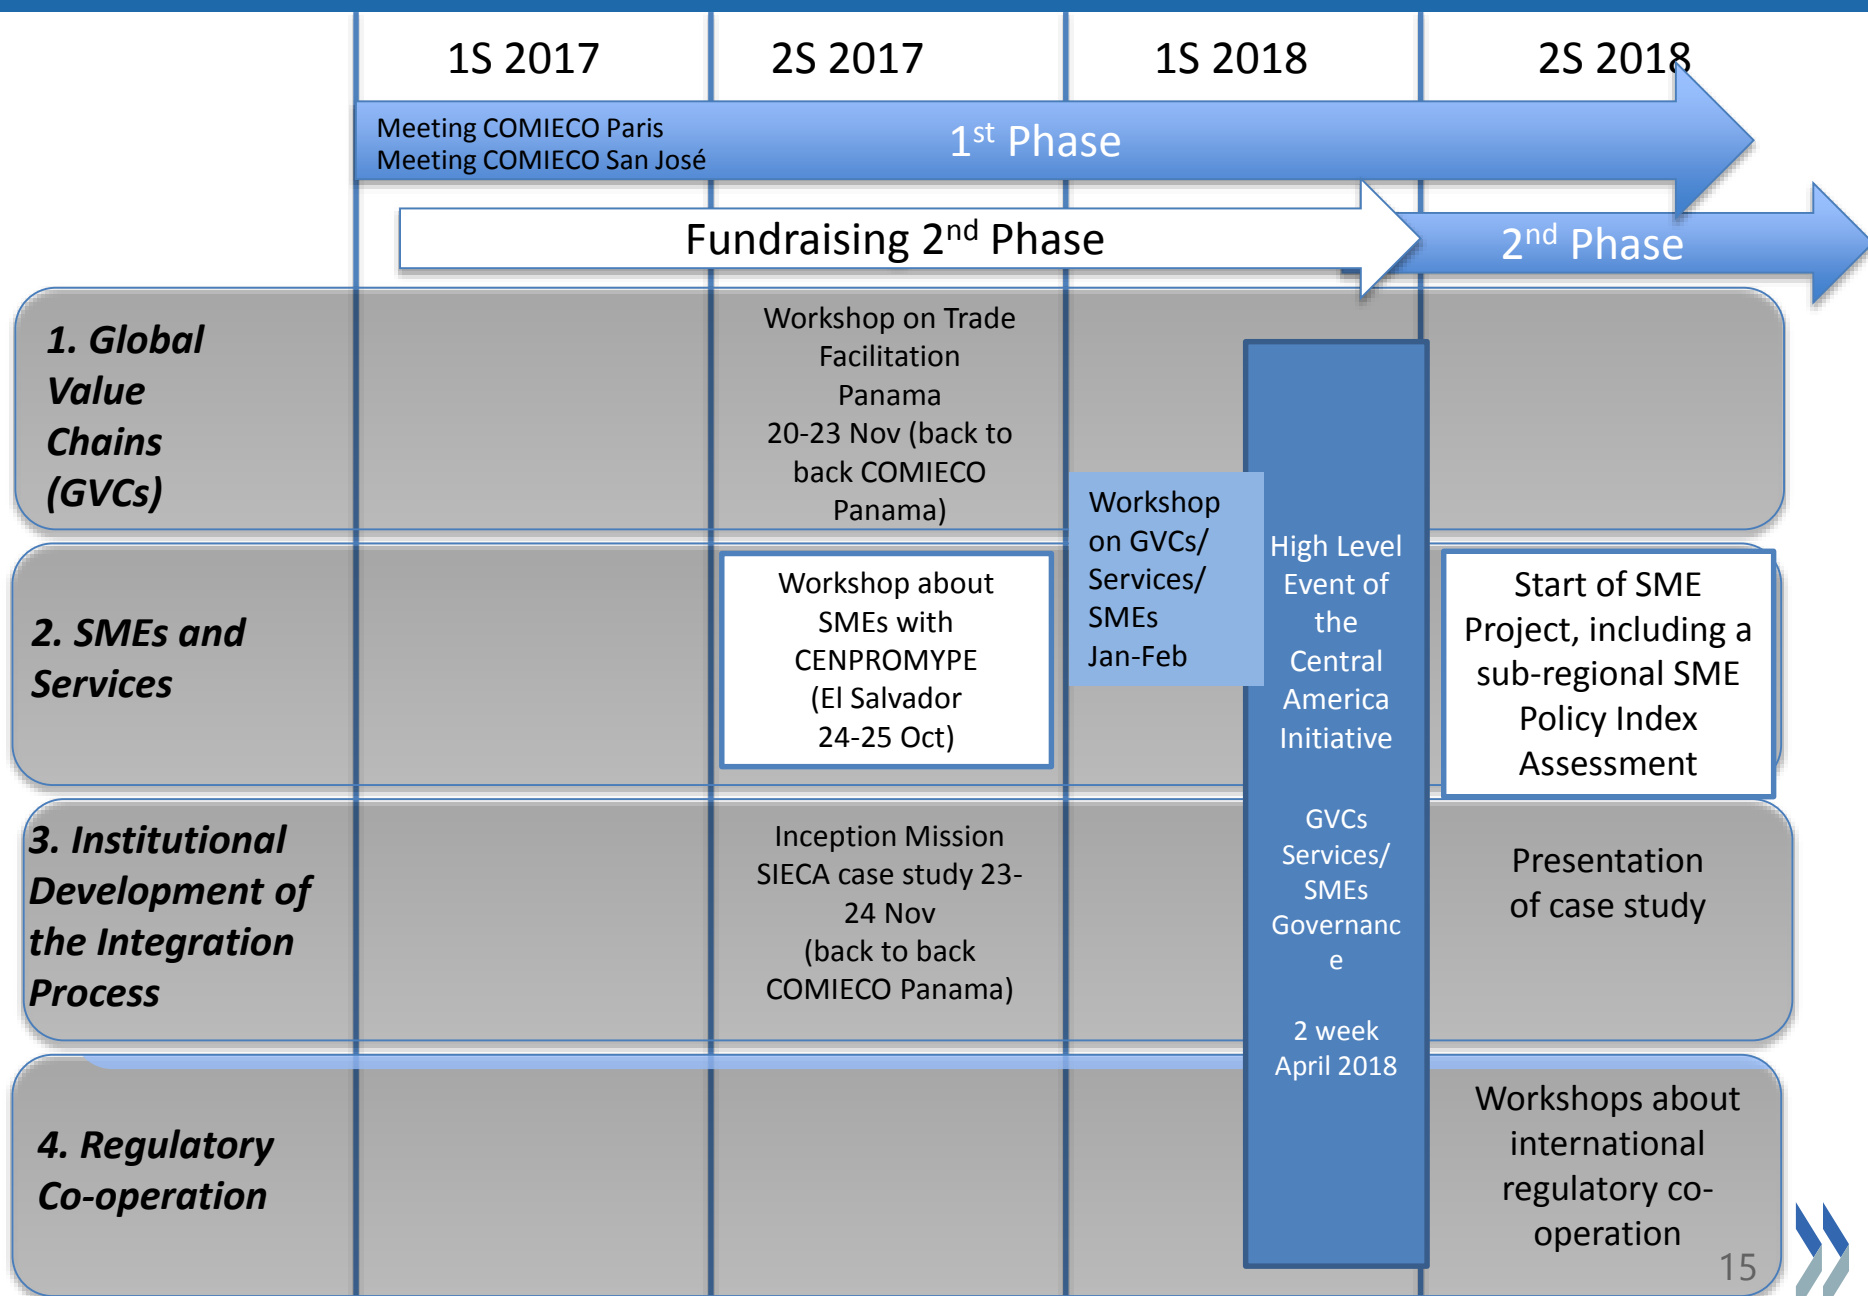 1S 2017
2S 2017
1S 2018
2S 2018
Meeting COMIECO Paris
Meeting COMIECO San José
1st Phase
Fundraising 2nd Phase
2nd Phase
1. Global
Value
Chains
(GVCs)
Workshop on Trade
Facilitation
Panama
20-23 Nov (back to
back COMIECO
Panama)
Workshop
on GVCs/
Services/
SMEs
Jan-Feb
High Level
Event of
the
Central
America
Initiative
GVCs
Services/
SMEs
Governanc
e
2 week
April 2018
2. SMEs and
Services
Workshop about
SMEs with
CENPROMYPE
(El Salvador
24-25 Oct)
Start of SME
Project, including a
sub-regional SME
Policy Index
Assessment
3. Institutional
Development of
the Integration
Process
Inception Mission
SIECA case study 23-
24 Nov
(back to back
COMIECO Panama)
Presentation
of case study
4. Regulatory
Co-operation
Workshops about
international
regulatory co-
operation
15